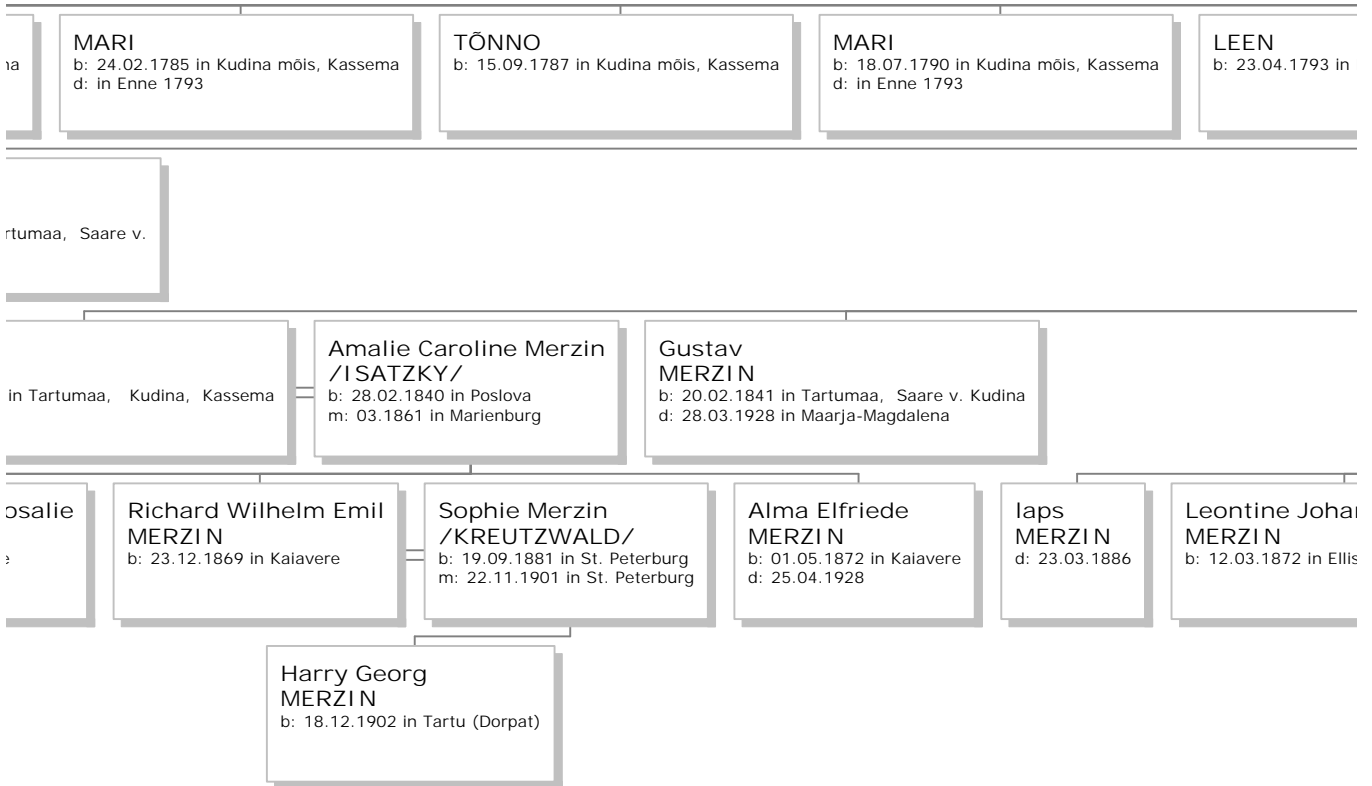 MARI
b: 24.02.1785 in Kudina mõis, Kassema
d: in Enne 1793
TÕNNO
b: 15.09.1787 in Kudina mõis, Kassema
MARI
b: 18.07.1790 in Kudina mõis, Kassema
d: in Enne 1793
LEEN
b: 23.04.1793 in
rtumaa, Saare v.
in Tartumaa, Kudina, Kassema
Amalie Caroline Merzin
/ISATZKY/
b: 28.02.1840 in Poslova
m: 03.1861 in Marienburg
Gustav
MERZIN
b: 20.02.1841 in Tartumaa, Saare v. Kudina
d: 28.03.1928 in Maarja-Magdalena
osalie
Richard Wilhelm Emil
MERZIN
b: 23.12.1869 in Kaiavere
Sophie Merzin
/KREUTZWALD/
b: 19.09.1881 in St. Peterburg
m: 22.11.1901 in St. Peterburg
Alma Elfriede
MERZIN
b: 01.05.1872 in Kaiavere
d: 25.04.1928
laps
MERZIN
d: 23.03.1886
Leontine Joha
MERZIN
b: 12.03.1872 in Ellis
Harry Georg
MERZIN
b: 18.12.1902 in Tartu (Dorpat)